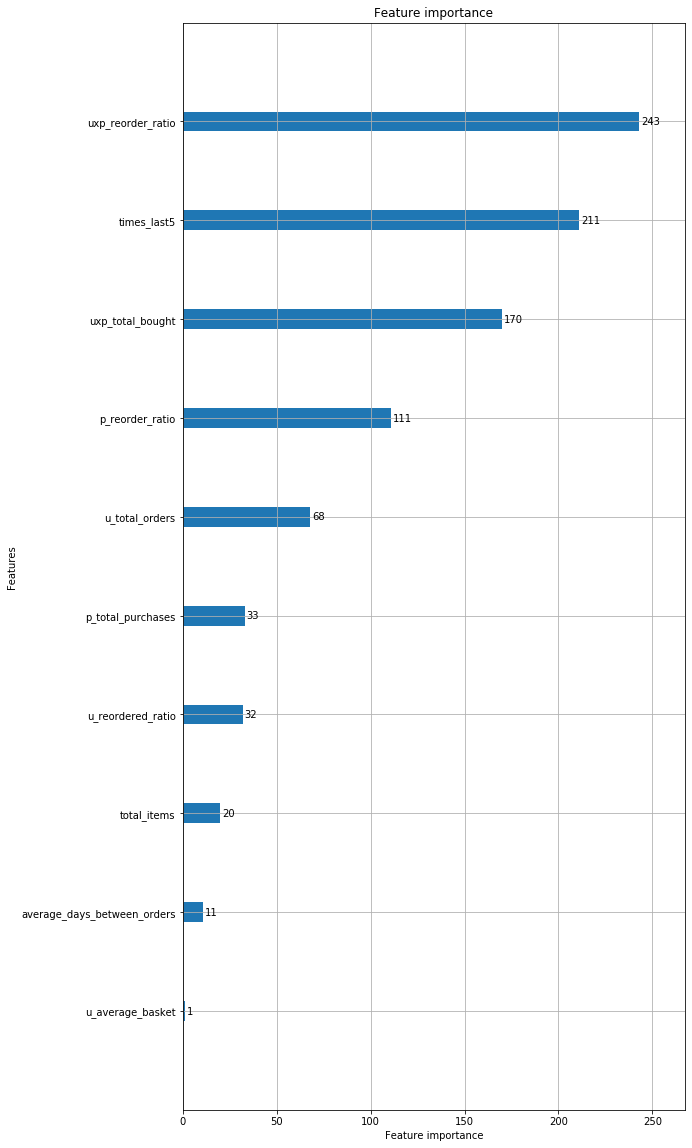 Feature importance
uxp_reorder_ratio 243
times_last5 211
uxp_total_bought 170
p_reorder_ratio 111
u_total_orders 68
Features
p_total_purchases 33
u_reordered_ratio 32
total_items 20
average_days_between_orders 11
u_average_basket 1
0 50 100 150 200 250
Feature importance